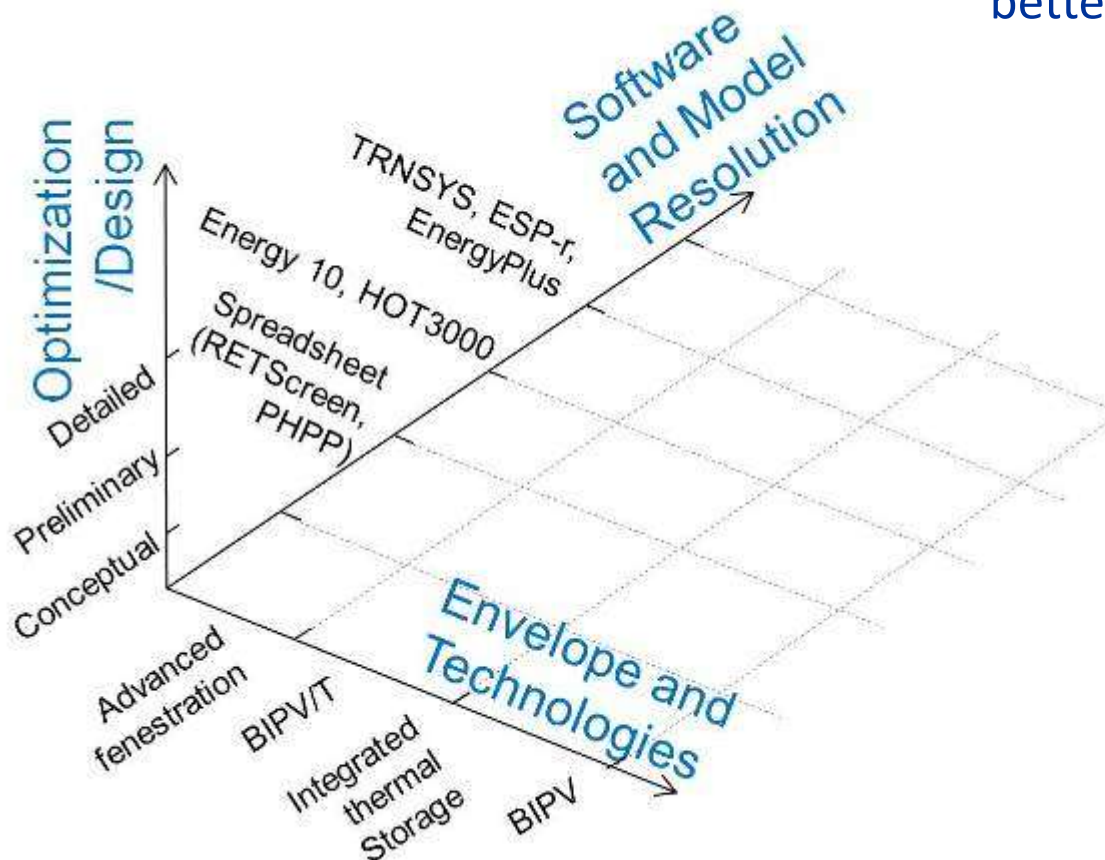 bette
Software
and Model
Resolution
Optimization
/Design
TRNSYS, ESP-r,
EnergyPlus
Energy 10, HOT3000
Spreadsheet
(RETScreen,
PHPP)
Detailed
Preliminary
Conceptual
Envelope and
Technologies
Advanced
fenestration
BIPV/T
Integrated
thermal
Storage
BIPV